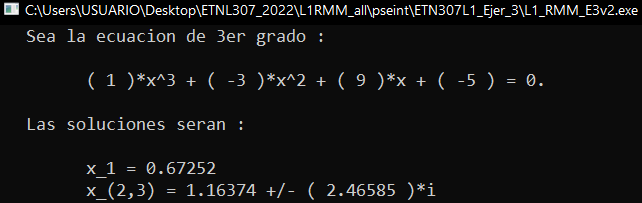 C:\Users\USUARIO\Desktop\ETNL307_2022\L1RMM_all\pseint\ETN307L1_Ejer_3\L1_RMM_E3v2.exe
Sea la ecuacion de 3er grado :
( 1 )*x^3 + ( -3 )*x^2 + ( 9 )*x + ( -5 ) = 0.
Las soluciones seran :
x_1 = 0.67252
x_(2,3) = 1.16374 +/- ( 2.46585 )*i